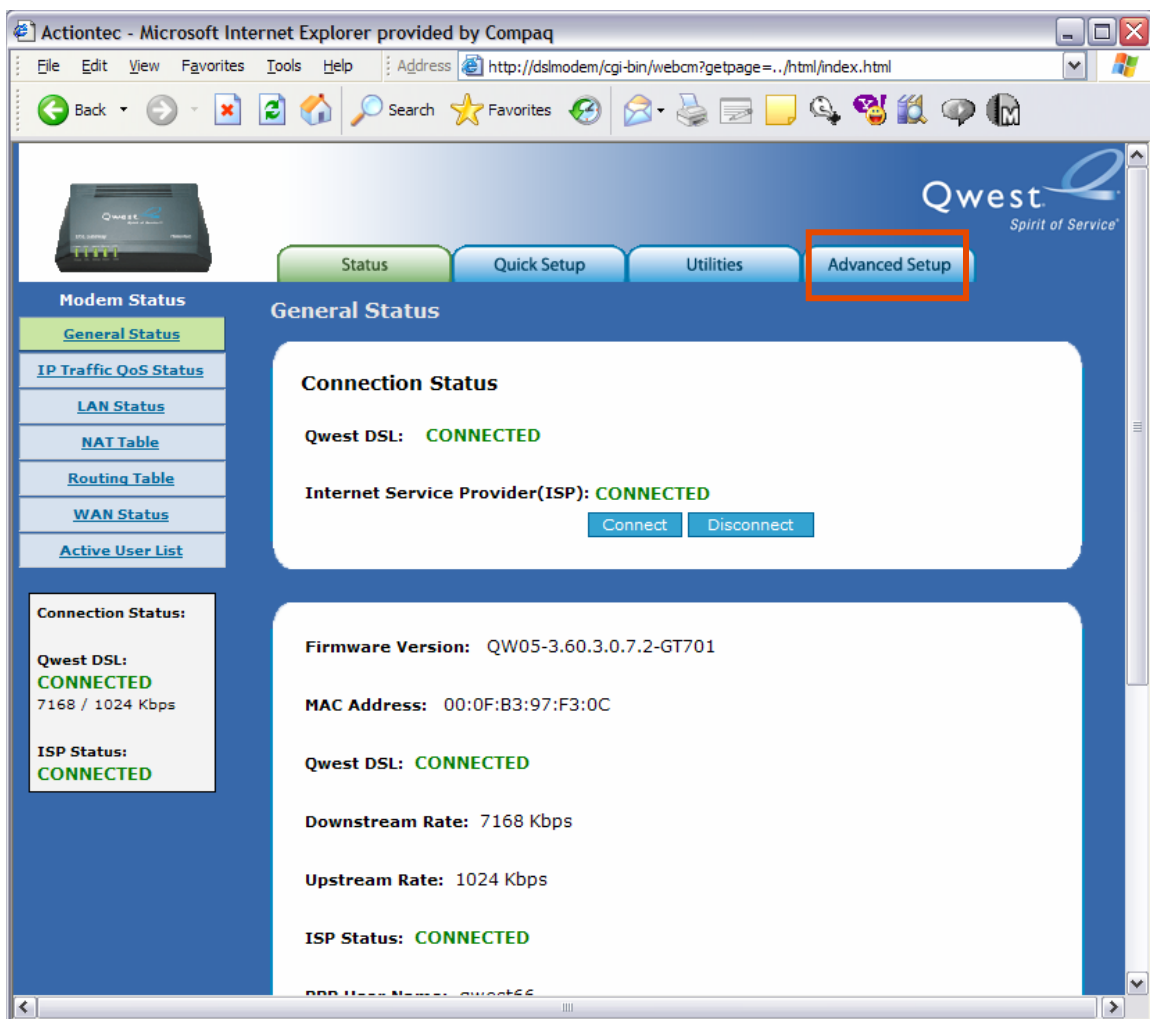 Actiontec - Microsoft Internet Explorer provided by Compaq
File Edit View Favorites Tools Help Address http://dslmodem/cgi-bin/webcm?getpage=../html/index.html
Back Search Favorites
Qwest
Spirit of Service
Qwest
Status Quick Setup Utilities Advanced Setup
Modem Status
General Status
IP Traffic QoS Status
LAN Status
NAT Table
Routing Table
WAN Status
Active User List
Connection Status:
Qwest DSL:
CONNECTED
7168 / 1024 Kbps
ISP Status:
CONNECTED
General Status
Connection Status
Qwest DSL: CONNECTED
Internet Service Provider(ISP): CONNECTED
Connect Disconnect
Firmware Version: QW05-3.60.3.0.7.2-GT701
MAC Address: 00:0F:B3:97:F3:0C
Qwest DSL: CONNECTED
Downstream Rate: 7168 Kbps
Upstream Rate: 1024 Kbps
ISP Status: CONNECTED
PPP User Name: qwest66